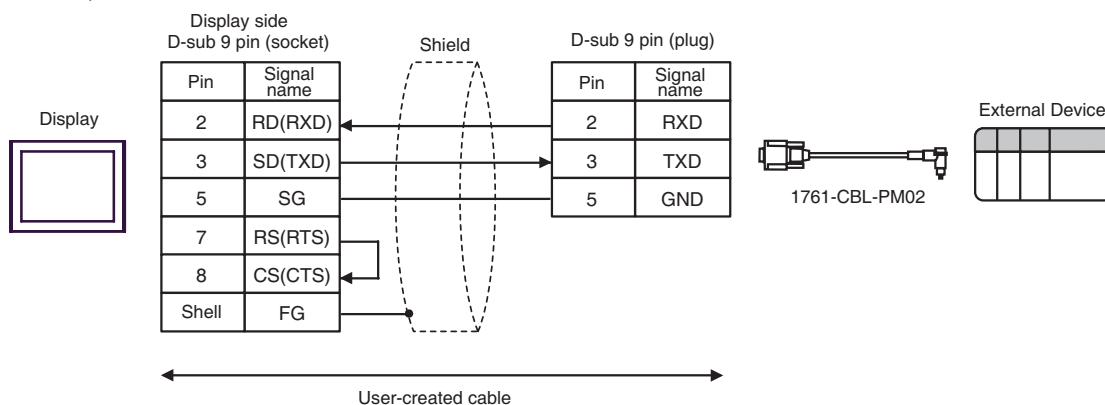 Display side
D-sub 9 pin (socket)
Shield
D-sub 9 pin (plug)
Pin Signal name
Pin Signal name
Display
External Device
2 RD(RXD)
2 RXD
3 SD(TXD)
3 TXD
1761-CBL-PM02
5 SG
5 GND
7 RS(RTS)
8 CS(CTS)
Shell FG
User-created cable